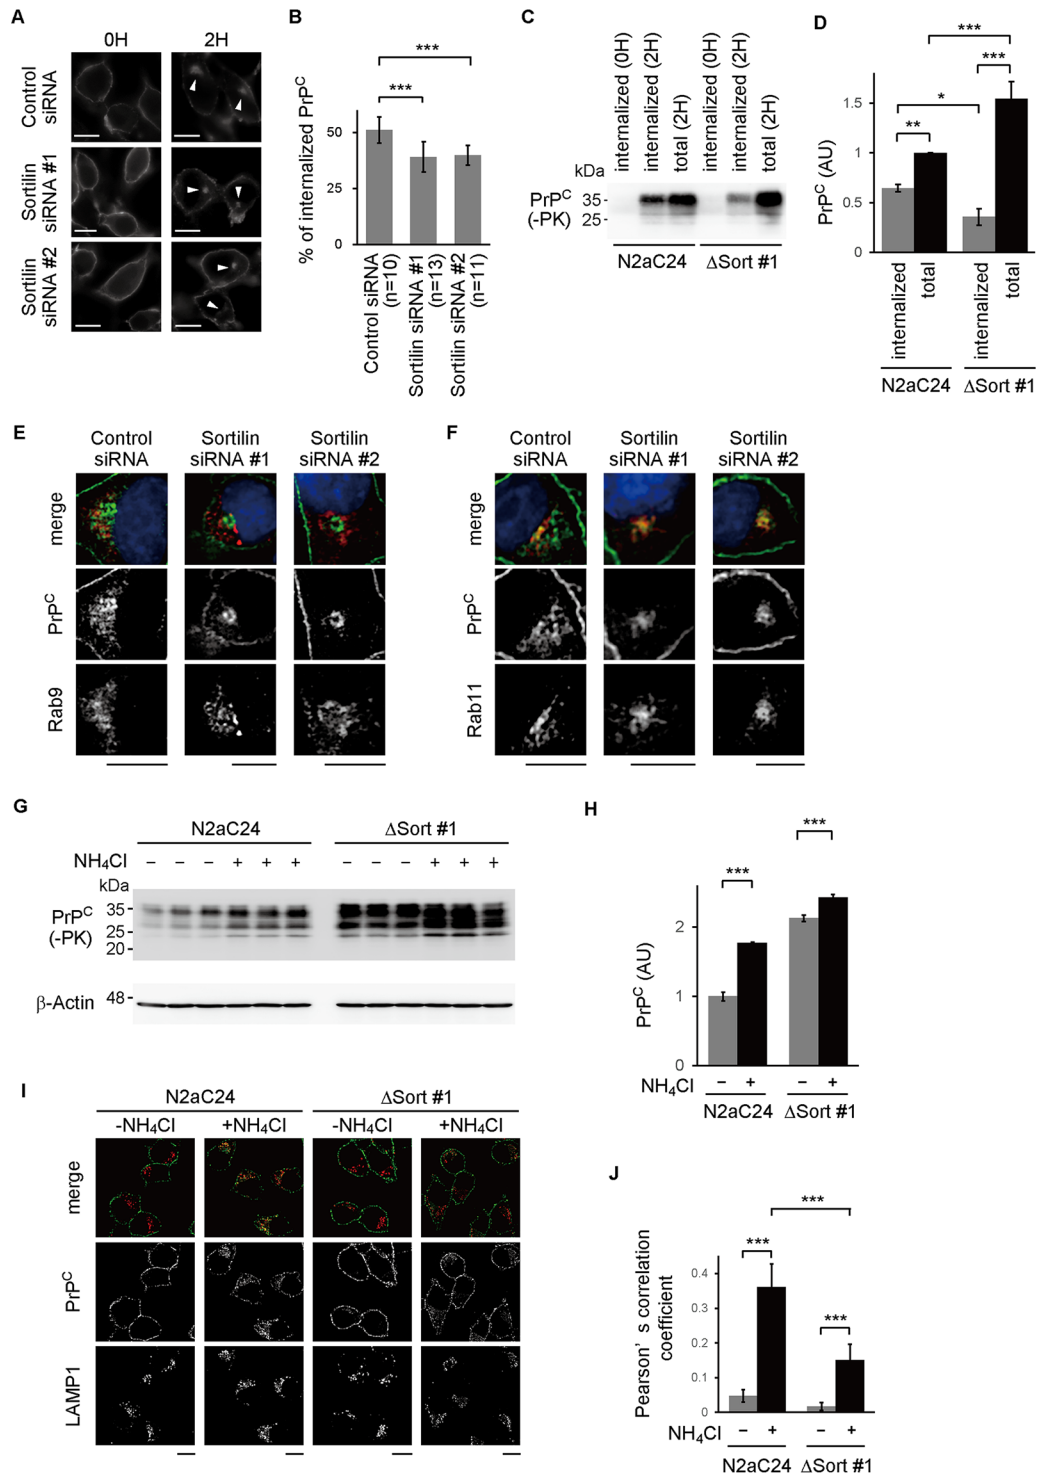 A
0H
2H
Control
siRNA
Sortilin
siRNA #1
Sortilin
siRNA #2
B
***
***
% of internalized PrPC
50
25
0
Control siRNA
(n=10)
Sortilin siRNA #1
(n=13)
Sortilin siRNA #2
(n=11)
C
internalized (0H)
internalized (2H)
total (2H)
internalized (0H)
internalized (2H)
total (2H)
kDa
PrPC
(-PK)
35
25
N2aC24
ΔSort #1
D
***
***
*
**
PrPC (AU)
1.5
1
0.5
0
internalized
total
internalized
total
N2aC24
ΔSort #1
E
Control
siRNA
Sortilin
siRNA #1
Sortilin
siRNA #2
merge
PrPC
Rab9
F
Control
siRNA
Sortilin
siRNA #1
Sortilin
siRNA #2
merge
PrPC
Rab11
G
N2aC24
ΔSort #1
NH4Cl
– – – + + + – – – + + +
kDa
PrPC
(-PK)
35
25
20
β-Actin
48
H
***
***
PrPC (AU)
2
1
0
NH4Cl
– + – +
N2aC24
ΔSort #1
I
N2aC24
ΔSort #1
-NH4Cl
+NH4Cl
-NH4Cl
+NH4Cl
merge
PrPC
LAMP1
J
***
***
***
Pearson' s correlation
coefficient
0.4
0.3
0.2
0.1
0
NH4Cl
– + – +
N2aC24
ΔSort #1